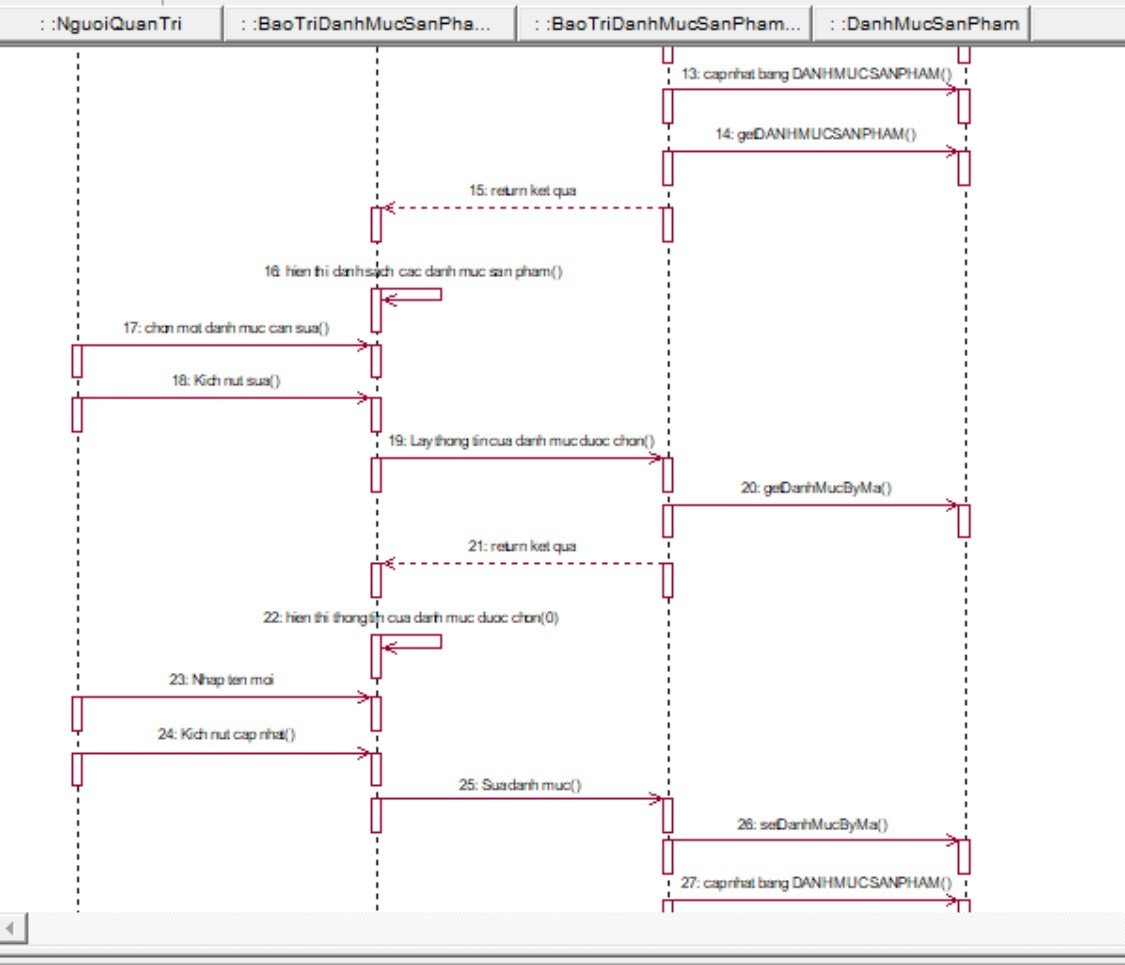 : :NguoiQuanTri
: :BaoTriDanhMucSanPha...
: :BaoTriDanhMucSanPham...
: :DanhMucSanPham
13: cap nhat bang DANHMUCSANPHAM()
14: getDANHMUCSANPHAM()
15: return ket qua
16: hien thi danh sach cac danh muc san pham()
17: chon mot danh muc can sua()
18: Kich nut sua()
19: Lay thong tin cua danh muc duoc chon()
20: getDanhMucByMa()
21: return ket qua
22: hien thi thong tin cua danh muc duoc chon(0)
23: Nhap ten moi
24: Kich nut cap nhat()
25: Sua danh muc()
26: setDanhMucByMa()
27: cap nhat bang DANHMUCSANPHAM()